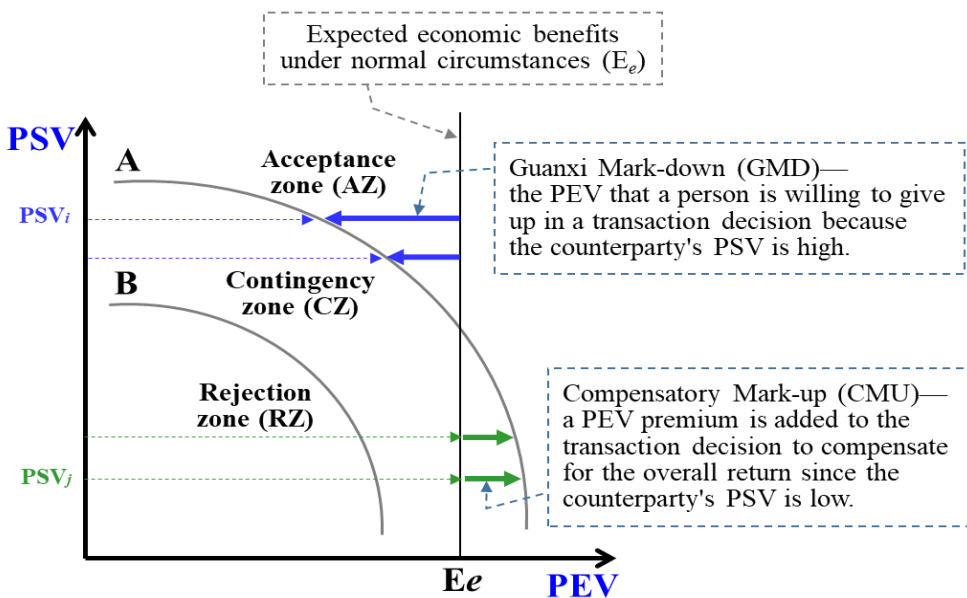 Expected economic benefits
under normal circumstances (Ee)
PSV
A
Acceptance
zone (AZ)
Guanxi Mark-down (GMD)—
the PEV that a person is willing to give
up in a transaction decision because
the counterparty's PSV is high.
PSVi
Contingency
zone (CZ)
B
Rejection
zone (RZ)
Compensatory Mark-up (CMU)—
a PEV premium is added to the
transaction decision to compensate
for the overall return since the
counterparty's PSV is low.
PSVj
Ee
PEV